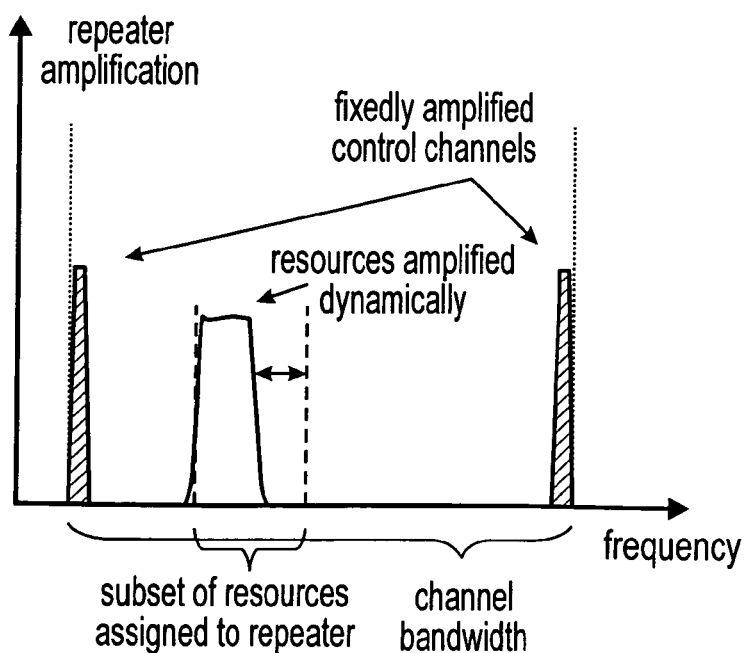 repeater
amplification
fixedly amplified
control channels
resources amplified
dynamically
frequency
subset of resources
assigned to repeater
channel
bandwidth